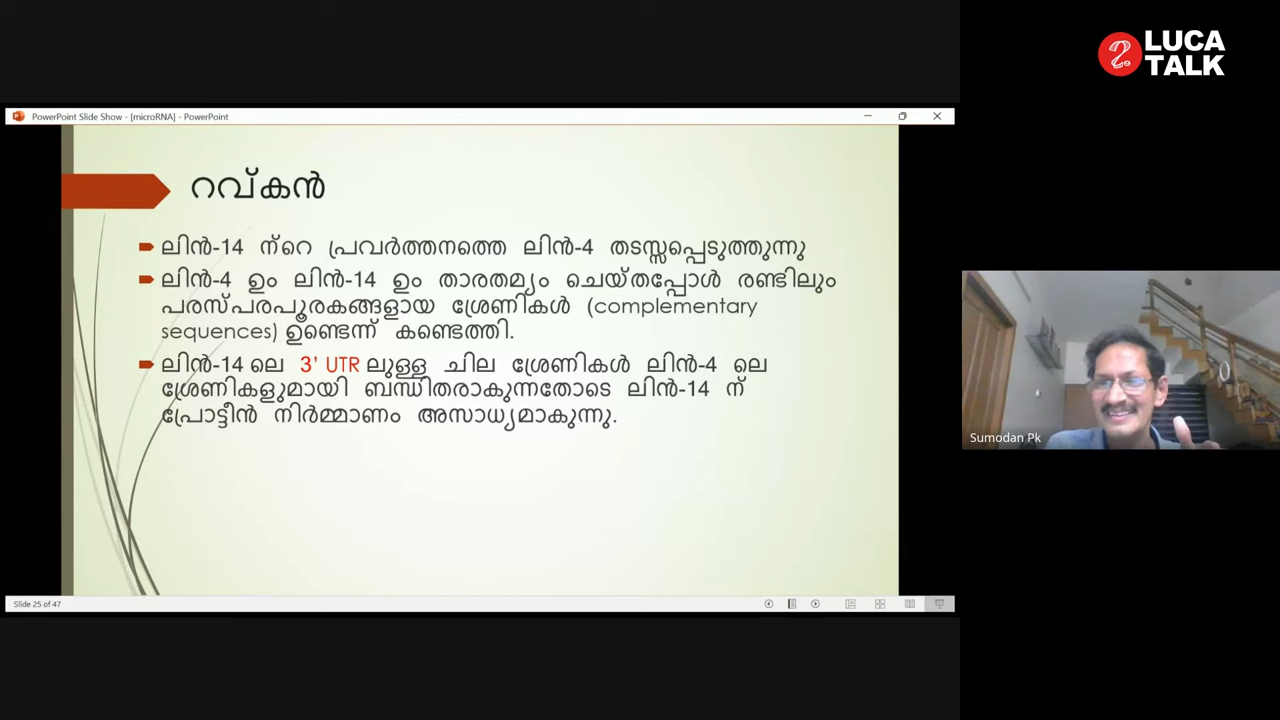 LUCA
TALK
PowerPoint Slide Show - [microRNA] - PowerPoint
റവ്കൻ
ലിൻ-14 ന്റെ പ്രവർത്തനത്തെ ലിൻ-4 തടസ്സപ്പെടുത്തുന്നു
ലിൻ-4 ഉം ലിൻ-14 ഉം താരതമ്യം ചെയ്തപ്പോൾ രണ്ടിലും
പരസ്പരപൂരകങ്ങളായ ശ്രേണികൾ (complementary
sequences) ഉണ്ടെന്ന് കണ്ടെത്തി.
ലിൻ-14 ലെ 3' UTR ലുള്ള ചില ശ്രേണികൾ ലിൻ-4 ലെ
ശ്രേണികളുമായി ബന്ധിതരാകുന്നതോടെ ലിൻ-14 ന്
പ്രോട്ടീൻ നിർമ്മാണം അസാധ്യമാകുന്നു.
Sumodan Pk
Slide 25 of 47